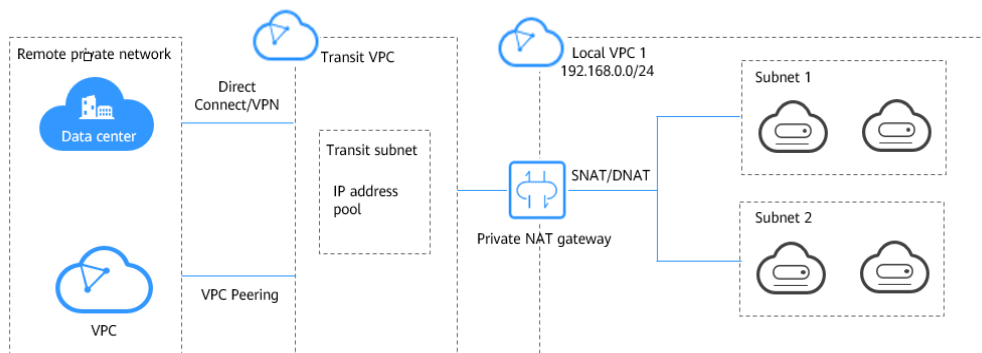 Remote private network
Data center
VPC
Direct
Connect/VPN
VPC Peering
Transit VPC
Transit subnet
IP address
pool
Private NAT gateway
SNAT/DNAT
Local VPC 1
192.168.0.0/24
Subnet 1
Subnet 2